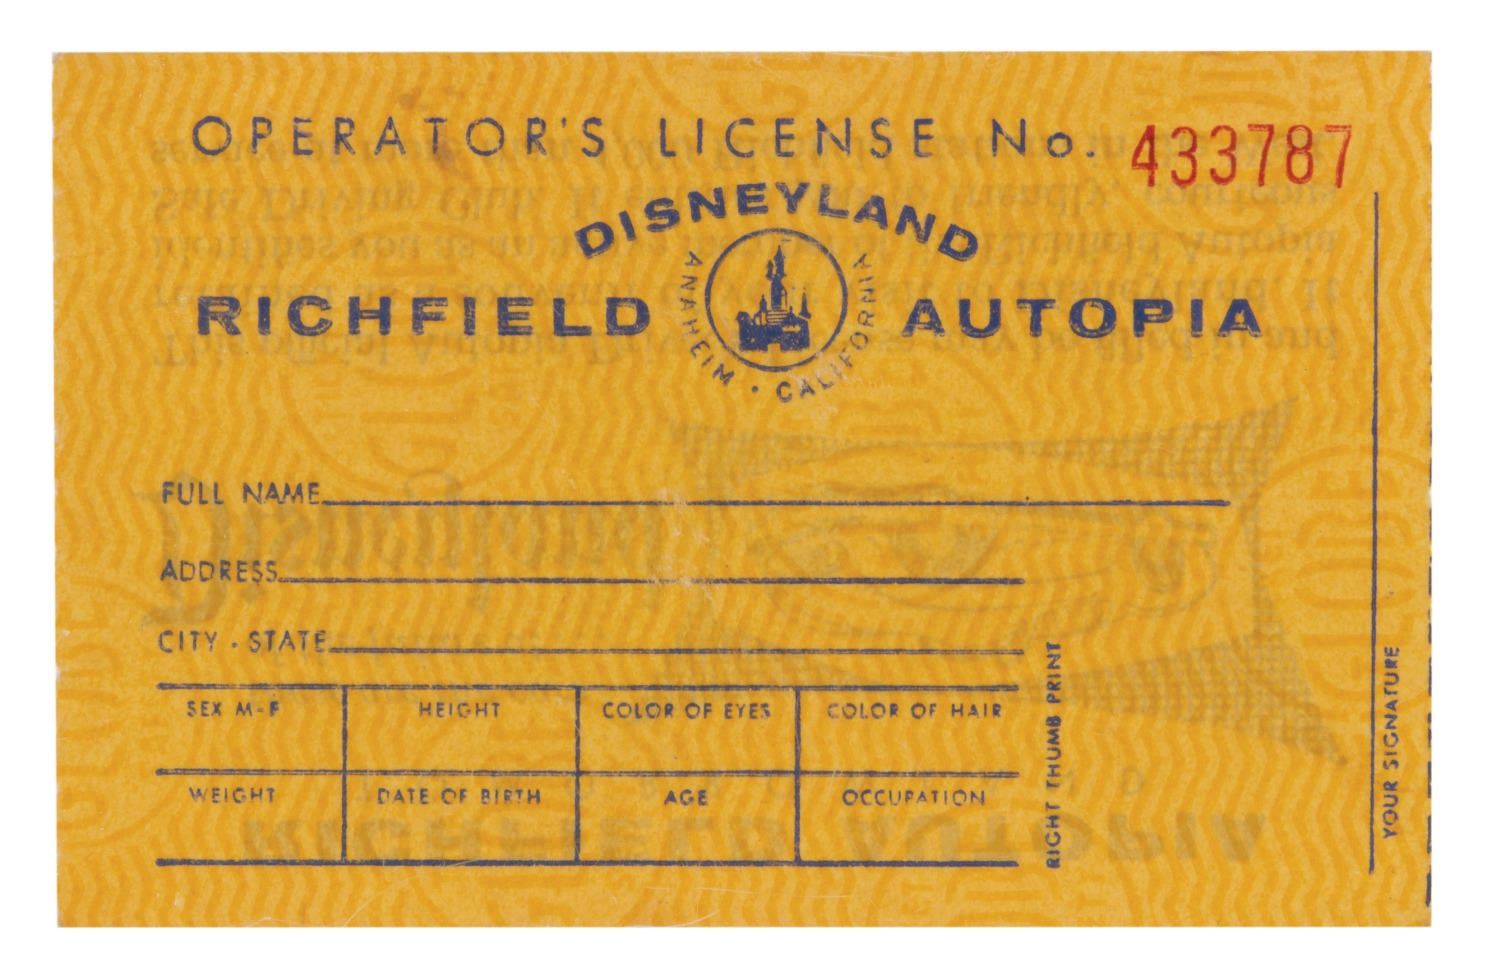 OPERATOR'S LICENSE No. 433787
DISNEYLAND
RICHFIELD AUTOPIA
ANAHEIM · CALIFORNIA
FULL NAME
ADDRESS
CITY - STATE
SEX M-F HEIGHT COLOR OF EYES COLOR OF HAIR
WEIGHT DATE OF BIRTH AGE OCCUPATION
RIGHT THUMB PRINT
YOUR SIGNATURE